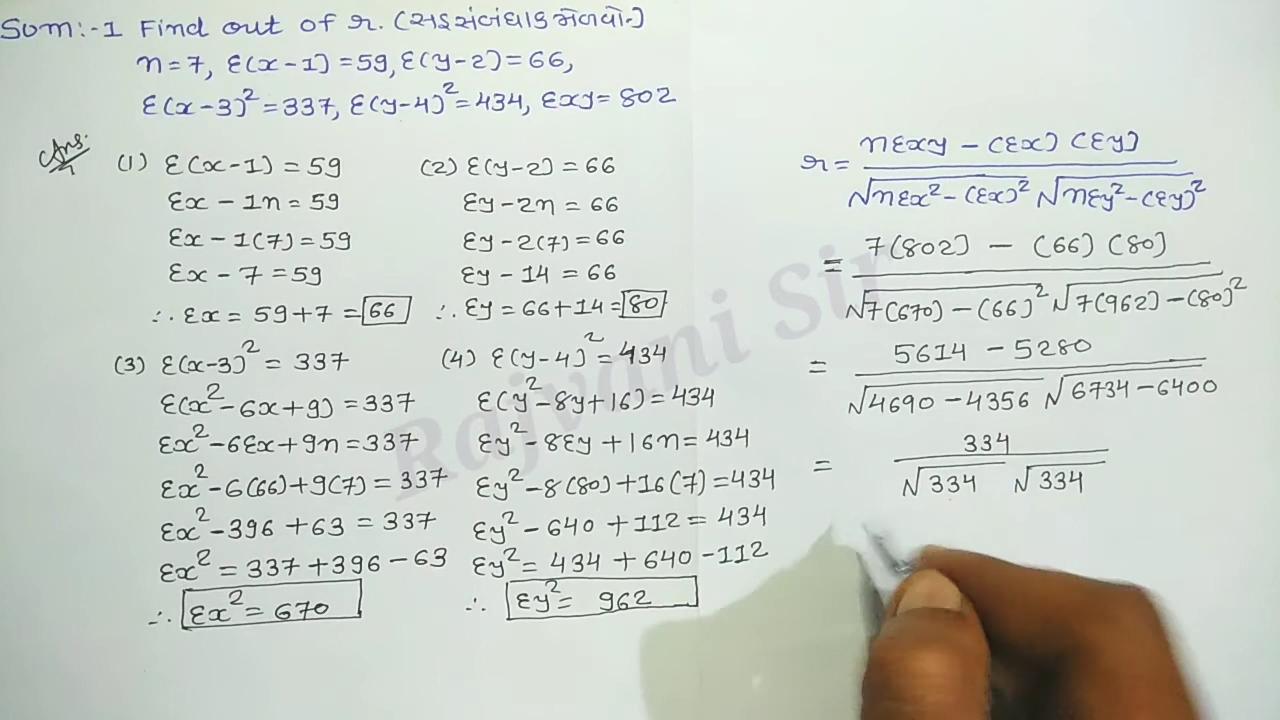 Sum:-1 Find out of r. (સહસંબંધાંક મેળવો.)
n=7, Σ(x-1)=59, Σ(y-2)=66,
Σ(x-3)²=337, Σ(y-4)²=434, Σxy=802
Ans:
(1) Σ(x-1)=59
Σx - 1n = 59
Σx - 1(7) = 59
Σx - 7 = 59
∴ Σx = 59+7 = 66
(2) Σ(y-2)=66
Σy - 2n = 66
Σy - 2(7) = 66
Σy - 14 = 66
∴ Σy = 66+14 = 80
(3) Σ(x-3)² = 337
Σ(x²-6x+9) = 337
Σx²-6Σx+9n = 337
Σx²-6(66)+9(7) = 337
Σx²-396+63 = 337
Σx² = 337+396-63
∴ Σx² = 670
(4) Σ(y-4)² = 434
Σ(y²-8y+16) = 434
Σy²-8Σy+16n = 434
Σy²-8(80)+16(7) = 434
Σy²-640+112 = 434
Σy² = 434+640-112
∴ Σy² = 962
r = nΣxy - (Σx)(Σy)
√nΣx²-(Σx)² √nΣy²-(Σy)²
= 7(802) - (66)(80)
√7(670)-(66)² √7(962)-(80)²
= 5614 - 5280
√4690-4356 √6734-6400
= 334
√334 √334
Rajvani Sir